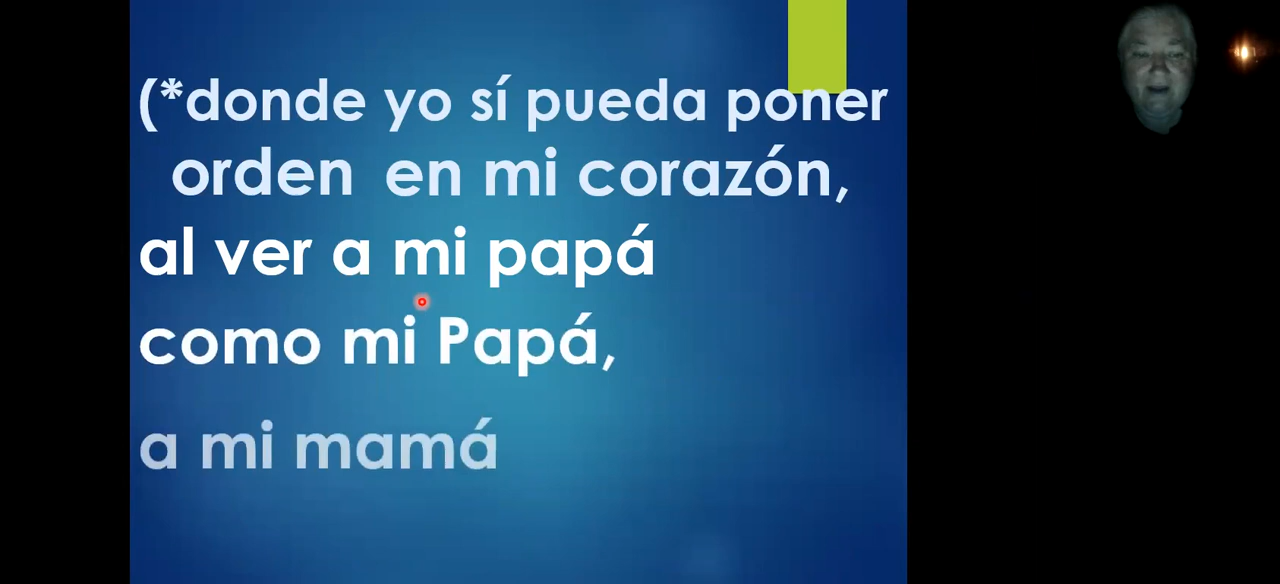 (*donde yo sí pueda poner
orden en mi corazón,
al ver a mi papá
como mi Papá,
a mi mamá